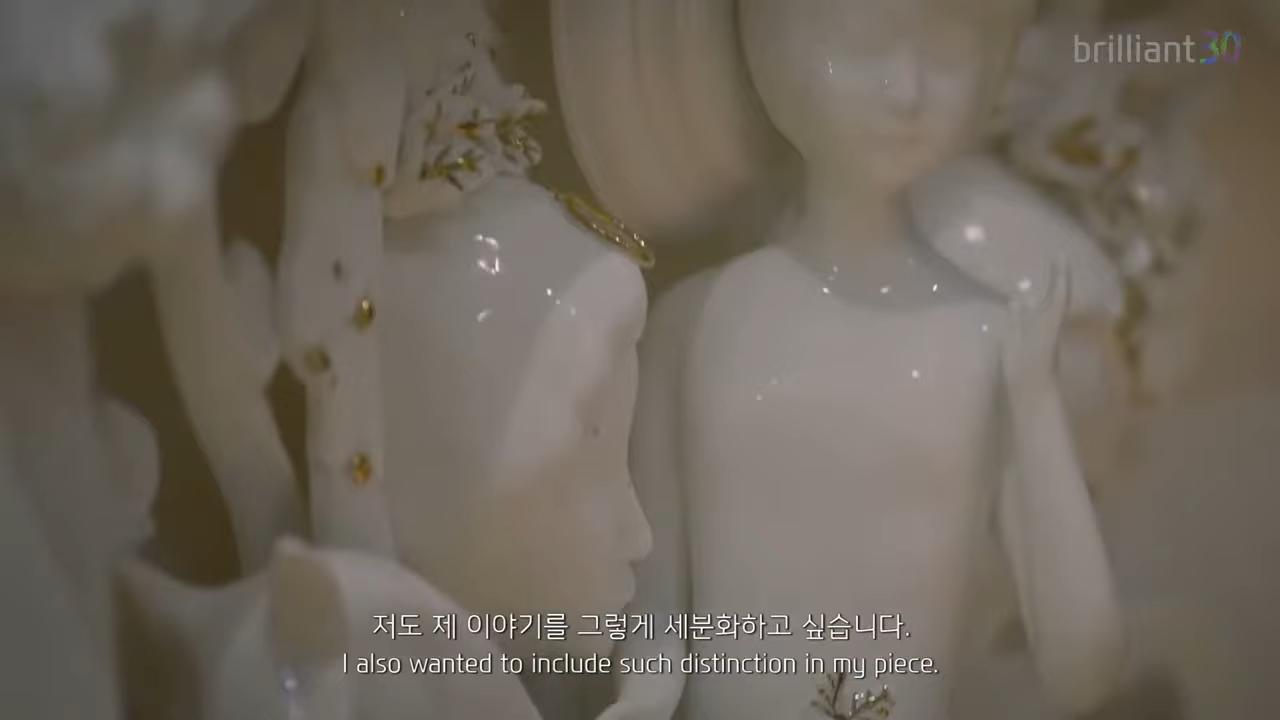 brilliant30
저도 제 이야기를 그렇게 세분화하고 싶습니다.
I also wanted to include such distinction in my piece.